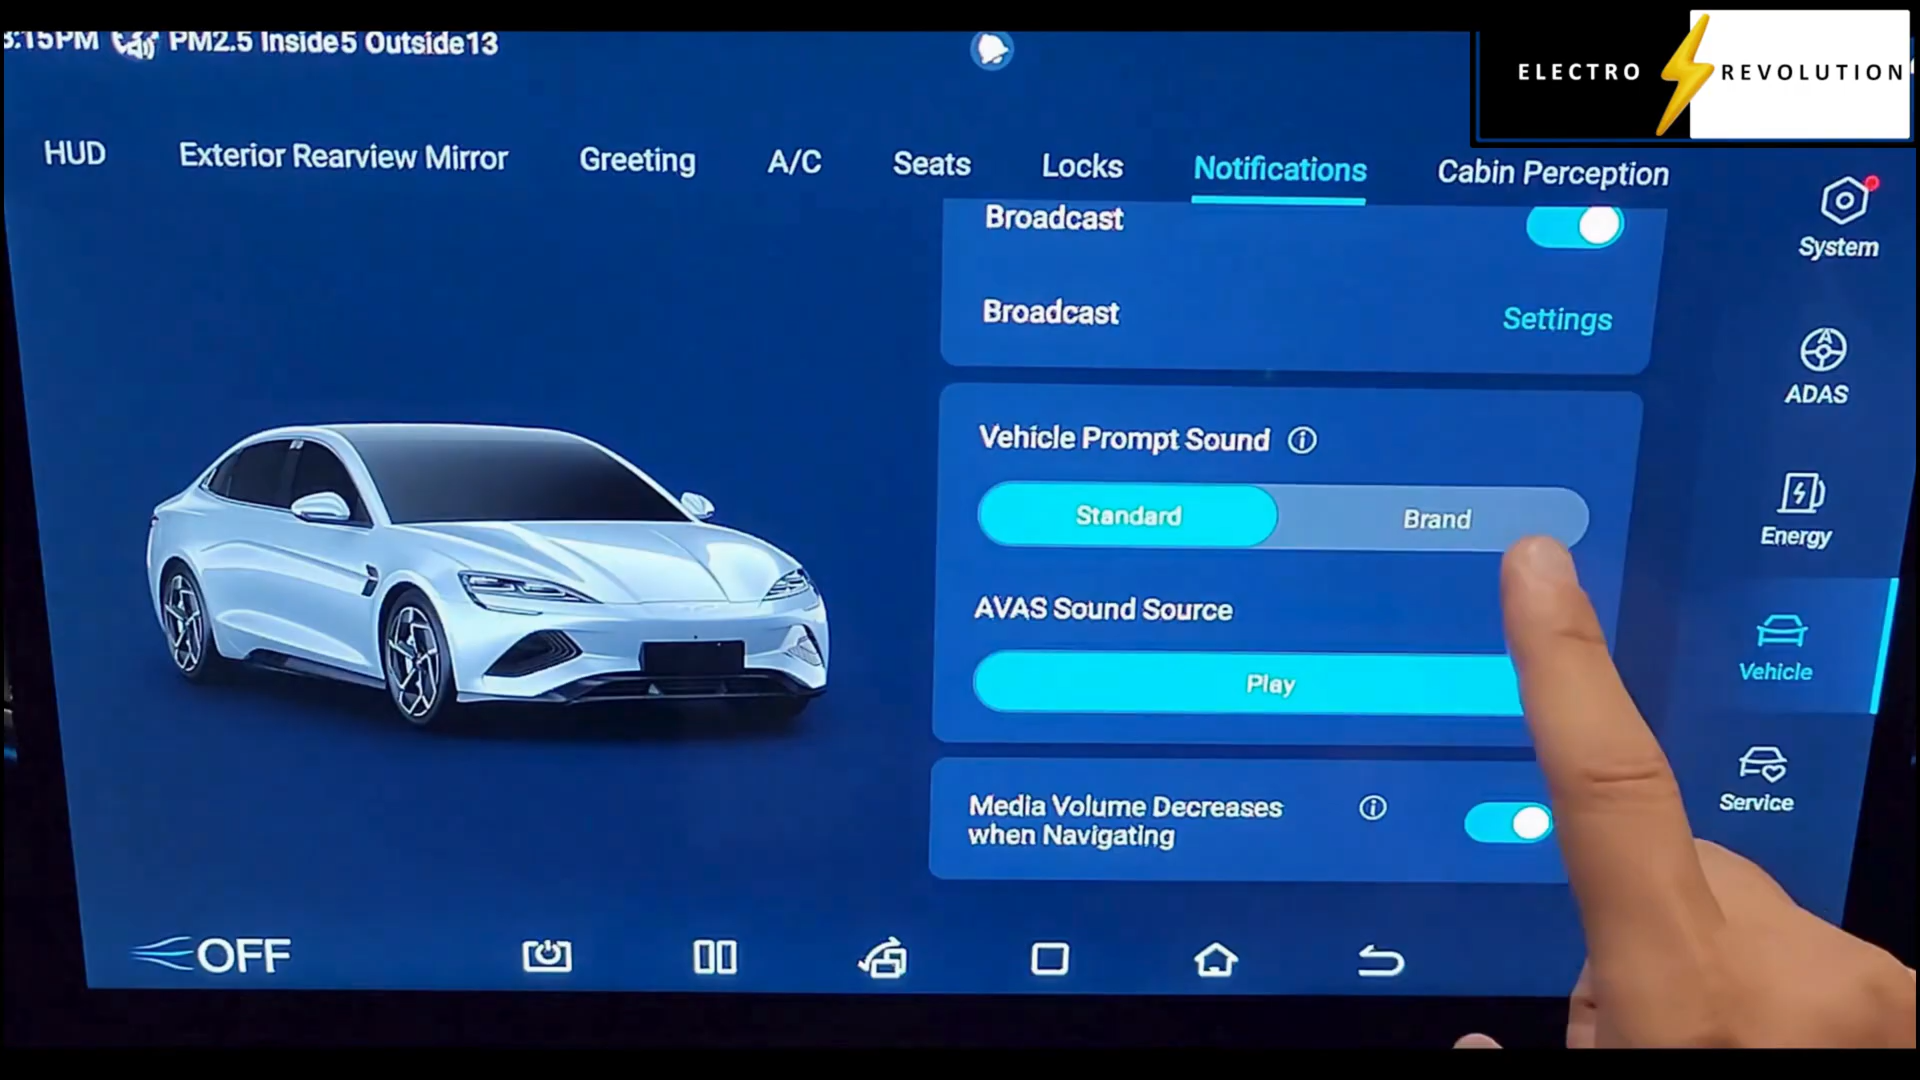 PM2.5 Inside5 Outside13
ELECTRO REVOLUTION
HUD Exterior Rearview Mirror Greeting A/C Seats Locks Notifications Cabin Perception
Broadcast
System
Broadcast Settings
ADAS
Vehicle Prompt Sound
Standard Brand
Energy
AVAS Sound Source
Play
Vehicle
Media Volume Decreases
when Navigating
Service
OFF